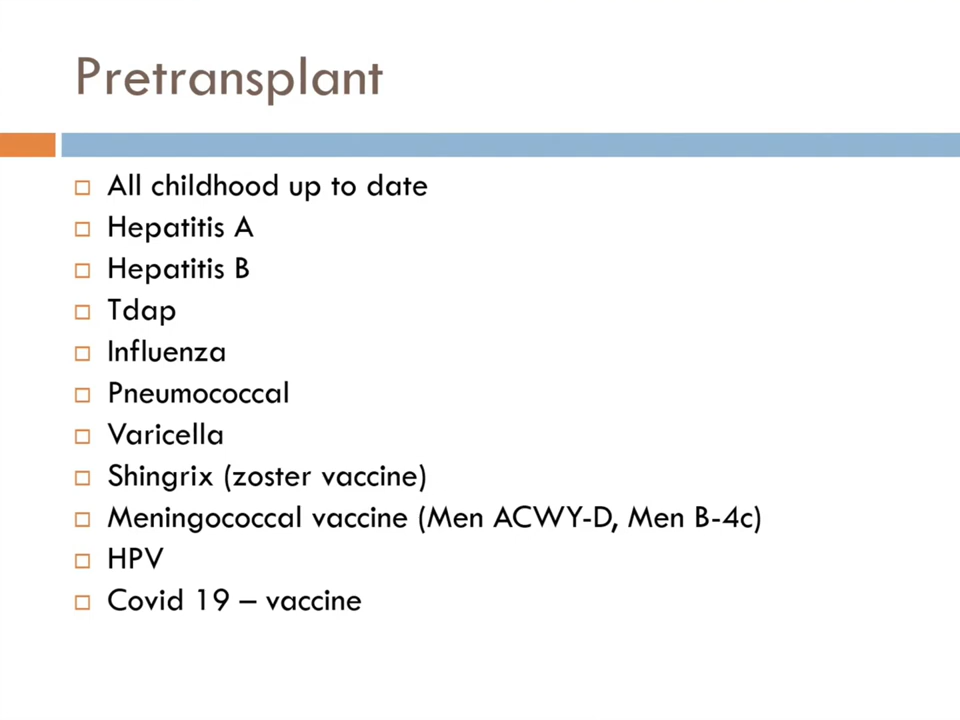 Pretransplant
All childhood up to date
Hepatitis A
Hepatitis B
Tdap
Influenza
Pneumococcal
Varicella
Shingrix (zoster vaccine)
Meningococcal vaccine (Men ACWY-D, Men B-4c)
HPV
Covid 19 – vaccine